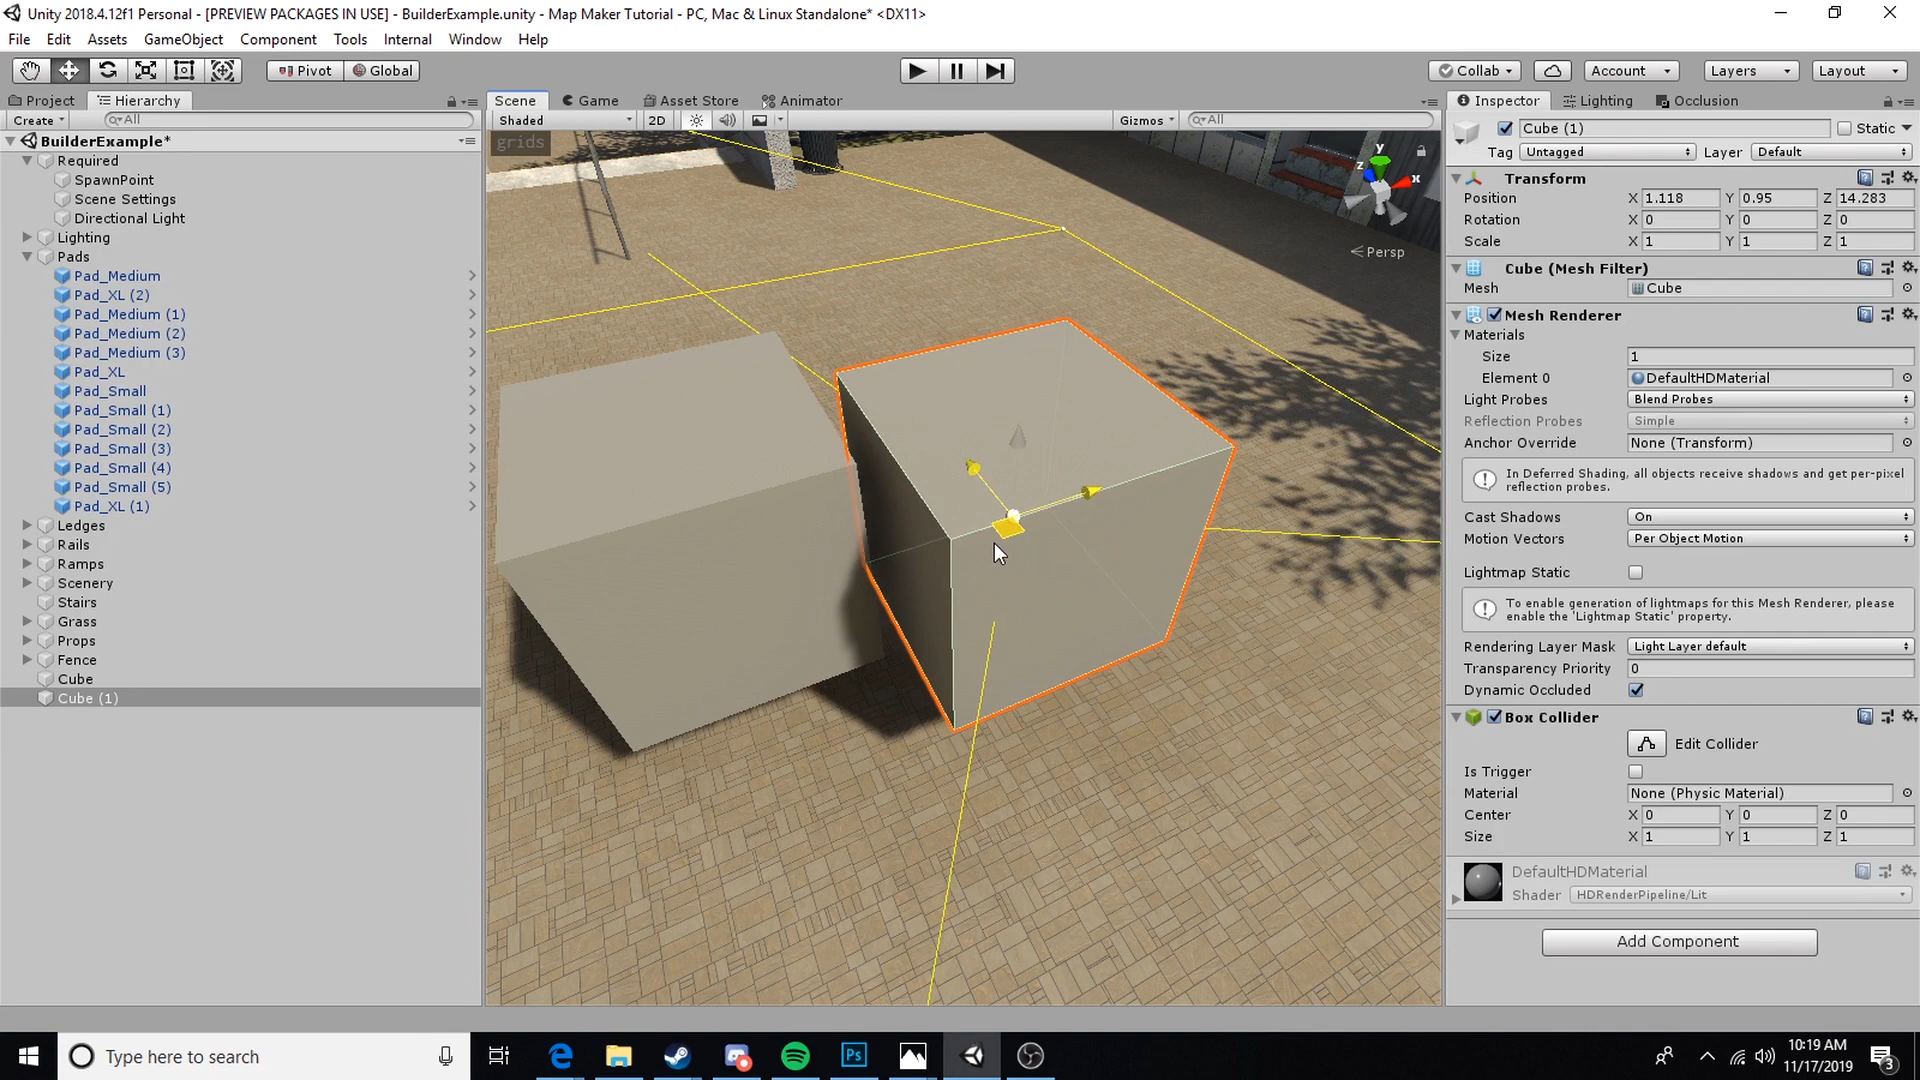 Unity 2018.4.12f1 Personal - [PREVIEW PACKAGES IN USE] - BuilderExample.unity - Map Maker Tutorial - PC, Mac & Linux Standalone* <DX11>
File Edit Assets GameObject Component Tools Internal Window Help
Pivot Global Collab Account Layers Layout
Project Hierarchy Scene Game Asset Store Animator Inspector Lighting Occlusion
Create All Shaded 2D Gizmos All
BuilderExample*
Required
SpawnPoint
Scene Settings
Directional Light
Lighting
Pads
Pad_Medium
Pad_XL (2)
Pad_Medium (1)
Pad_Medium (2)
Pad_Medium (3)
Pad_XL
Pad_Small
Pad_Small (1)
Pad_Small (2)
Pad_Small (3)
Pad_Small (4)
Pad_Small (5)
Pad_XL (1)
Ledges
Rails
Ramps
Scenery
Stairs
Grass
Props
Fence
Cube
Cube (1)
grids
y
z x
Persp
Cube (1) Static
Tag Untagged Layer Default
Transform
Position X 1.118 Y 0.95 Z 14.283
Rotation X 0 Y 0 Z 0
Scale X 1 Y 1 Z 1
Cube (Mesh Filter)
Mesh Cube
Mesh Renderer
Materials
Size 1
Element 0 DefaultHDMaterial
Light Probes Blend Probes
Reflection Probes Simple
Anchor Override None (Transform)
In Deferred Shading, all objects receive shadows and get per-pixel
reflection probes.
Cast Shadows On
Motion Vectors Per Object Motion
Lightmap Static
To enable generation of lightmaps for this Mesh Renderer, please
enable the 'Lightmap Static' property.
Rendering Layer Mask Light Layer default
Transparency Priority 0
Dynamic Occluded
Box Collider
Edit Collider
Is Trigger
Material None (Physic Material)
Center X 0 Y 0 Z 0
Size X 1 Y 1 Z 1
DefaultHDMaterial
Shader HDRenderPipeline/Lit
Add Component
Type here to search
Ps
10:19 AM
11/17/2019
3